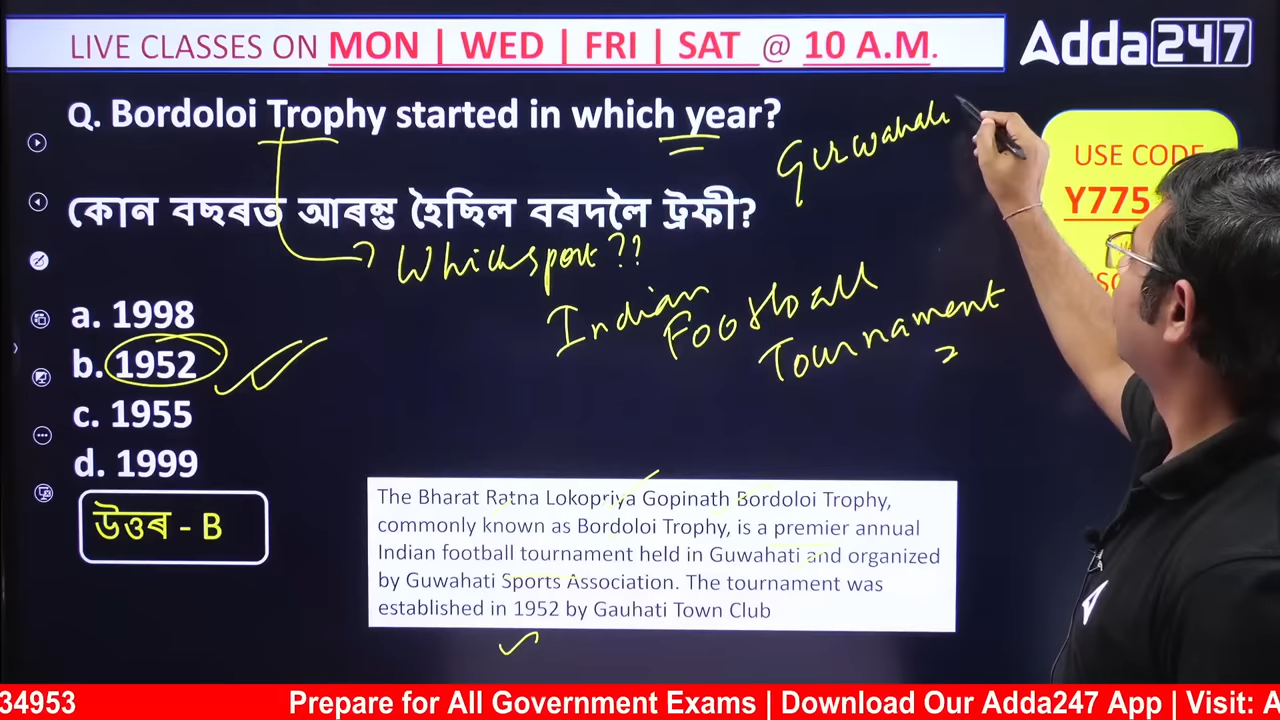 LIVE CLASSES ON MON | WED | FRI | SAT @ 10 A.M.
Adda247
Q. Bordoloi Trophy started in which year?
Guwahati
USE CODE
Y775
কোন বছৰত আৰম্ভ হৈছিল বৰদলৈ ট্ৰফী?
Which sport??
Indian Football Tournament
a. 1998
b. 1952
c. 1955
d. 1999
উত্তৰ - B
The Bharat Ratna Lokopriya Gopinath Bordoloi Trophy,
commonly known as Bordoloi Trophy, is a premier annual
Indian football tournament held in Guwahati and organized
by Guwahati Sports Association. The tournament was
established in 1952 by Gauhati Town Club
34953 Prepare for All Government Exams | Download Our Adda247 App | Visit: A